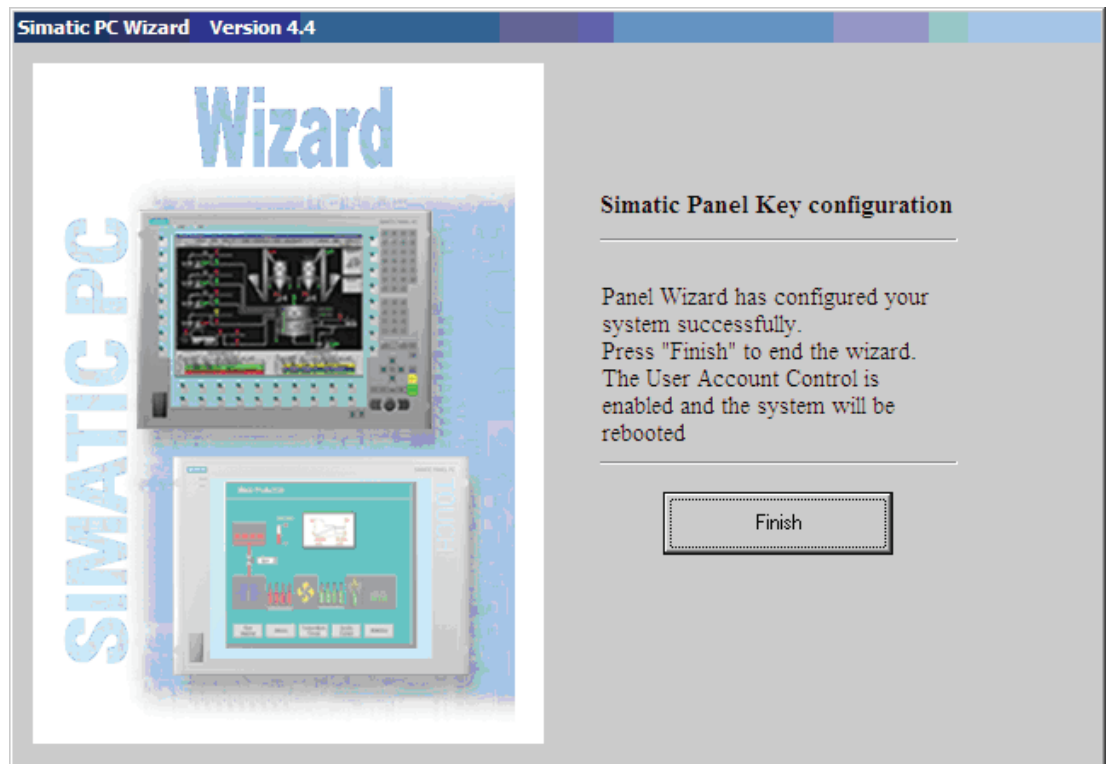 Simatic PC Wizard Version 4.4
Wizard
SIMATIC PC
Simatic Panel Key configuration
Panel Wizard has configured your
system successfully.
Press "Finish" to end the wizard.
The User Account Control is
enabled and the system will be
rebooted
Finish
TOUCH